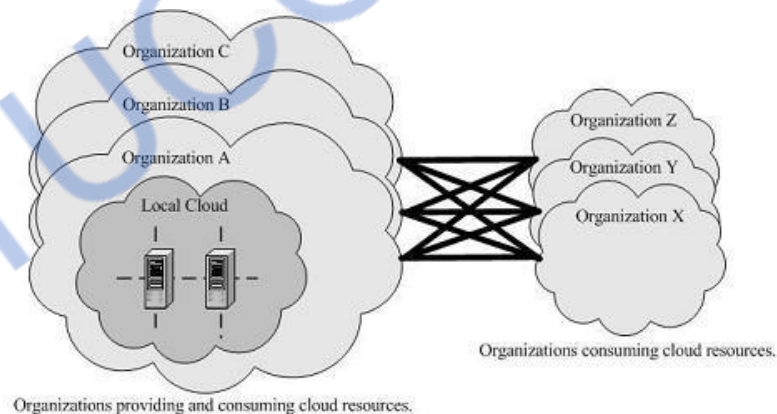 Organization C
Organization B
Organization A
Local Cloud
Organization Z
Organization Y
Organization X
Organizations consuming cloud resources.
Organizations providing and consuming cloud resources.